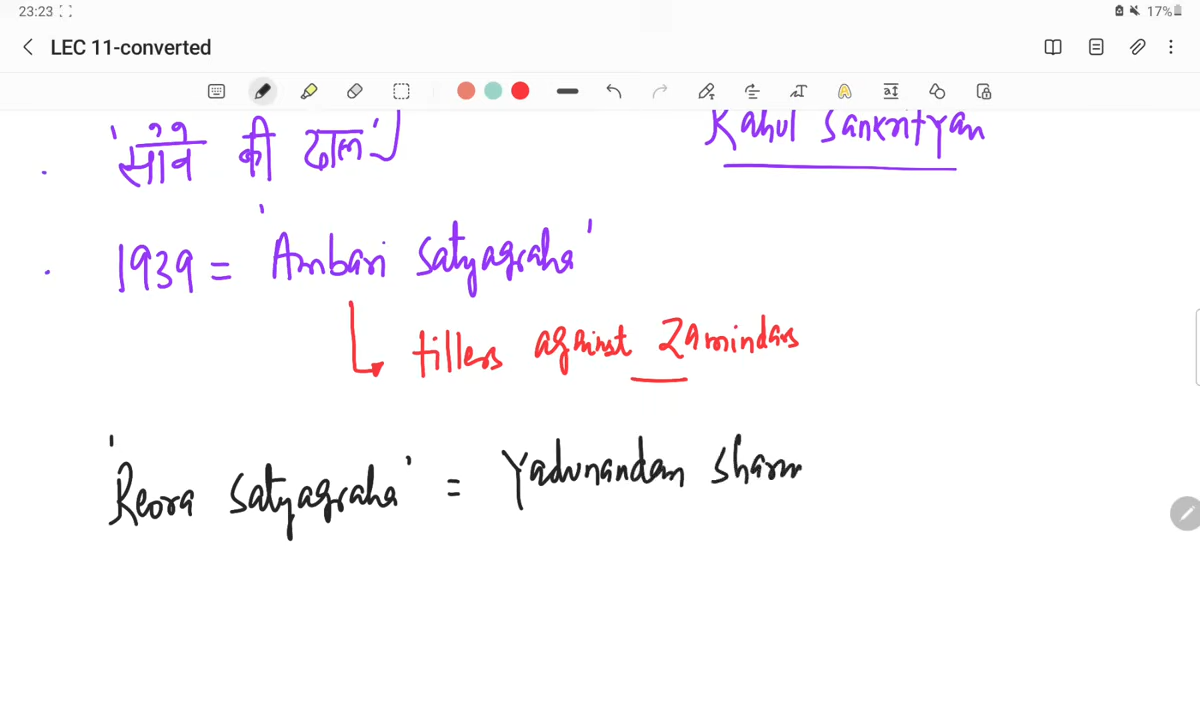 23:23
17%
LEC 11-converted
की ढाल' Rahul Sankrityan
1939 = 'Ambari Satyagraha'
tillers against Zamindars
'Reora Satyagraha' = Yadunandan Sharm